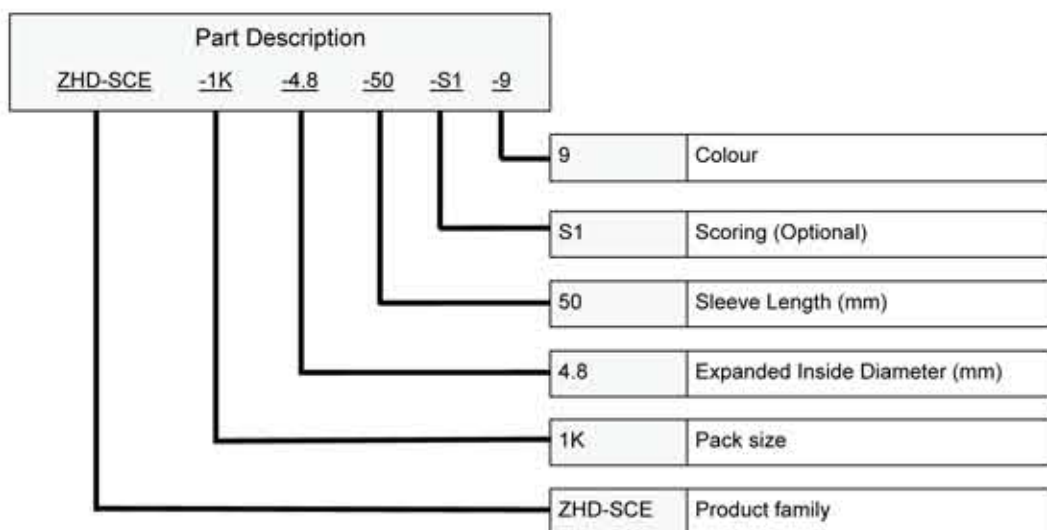 Part Description
ZHD-SCE -1K -4.8 -50 -S1 -9
9 Colour
S1 Scoring (Optional)
50 Sleeve Length (mm)
4.8 Expanded Inside Diameter (mm)
1K Pack size
ZHD-SCE Product family